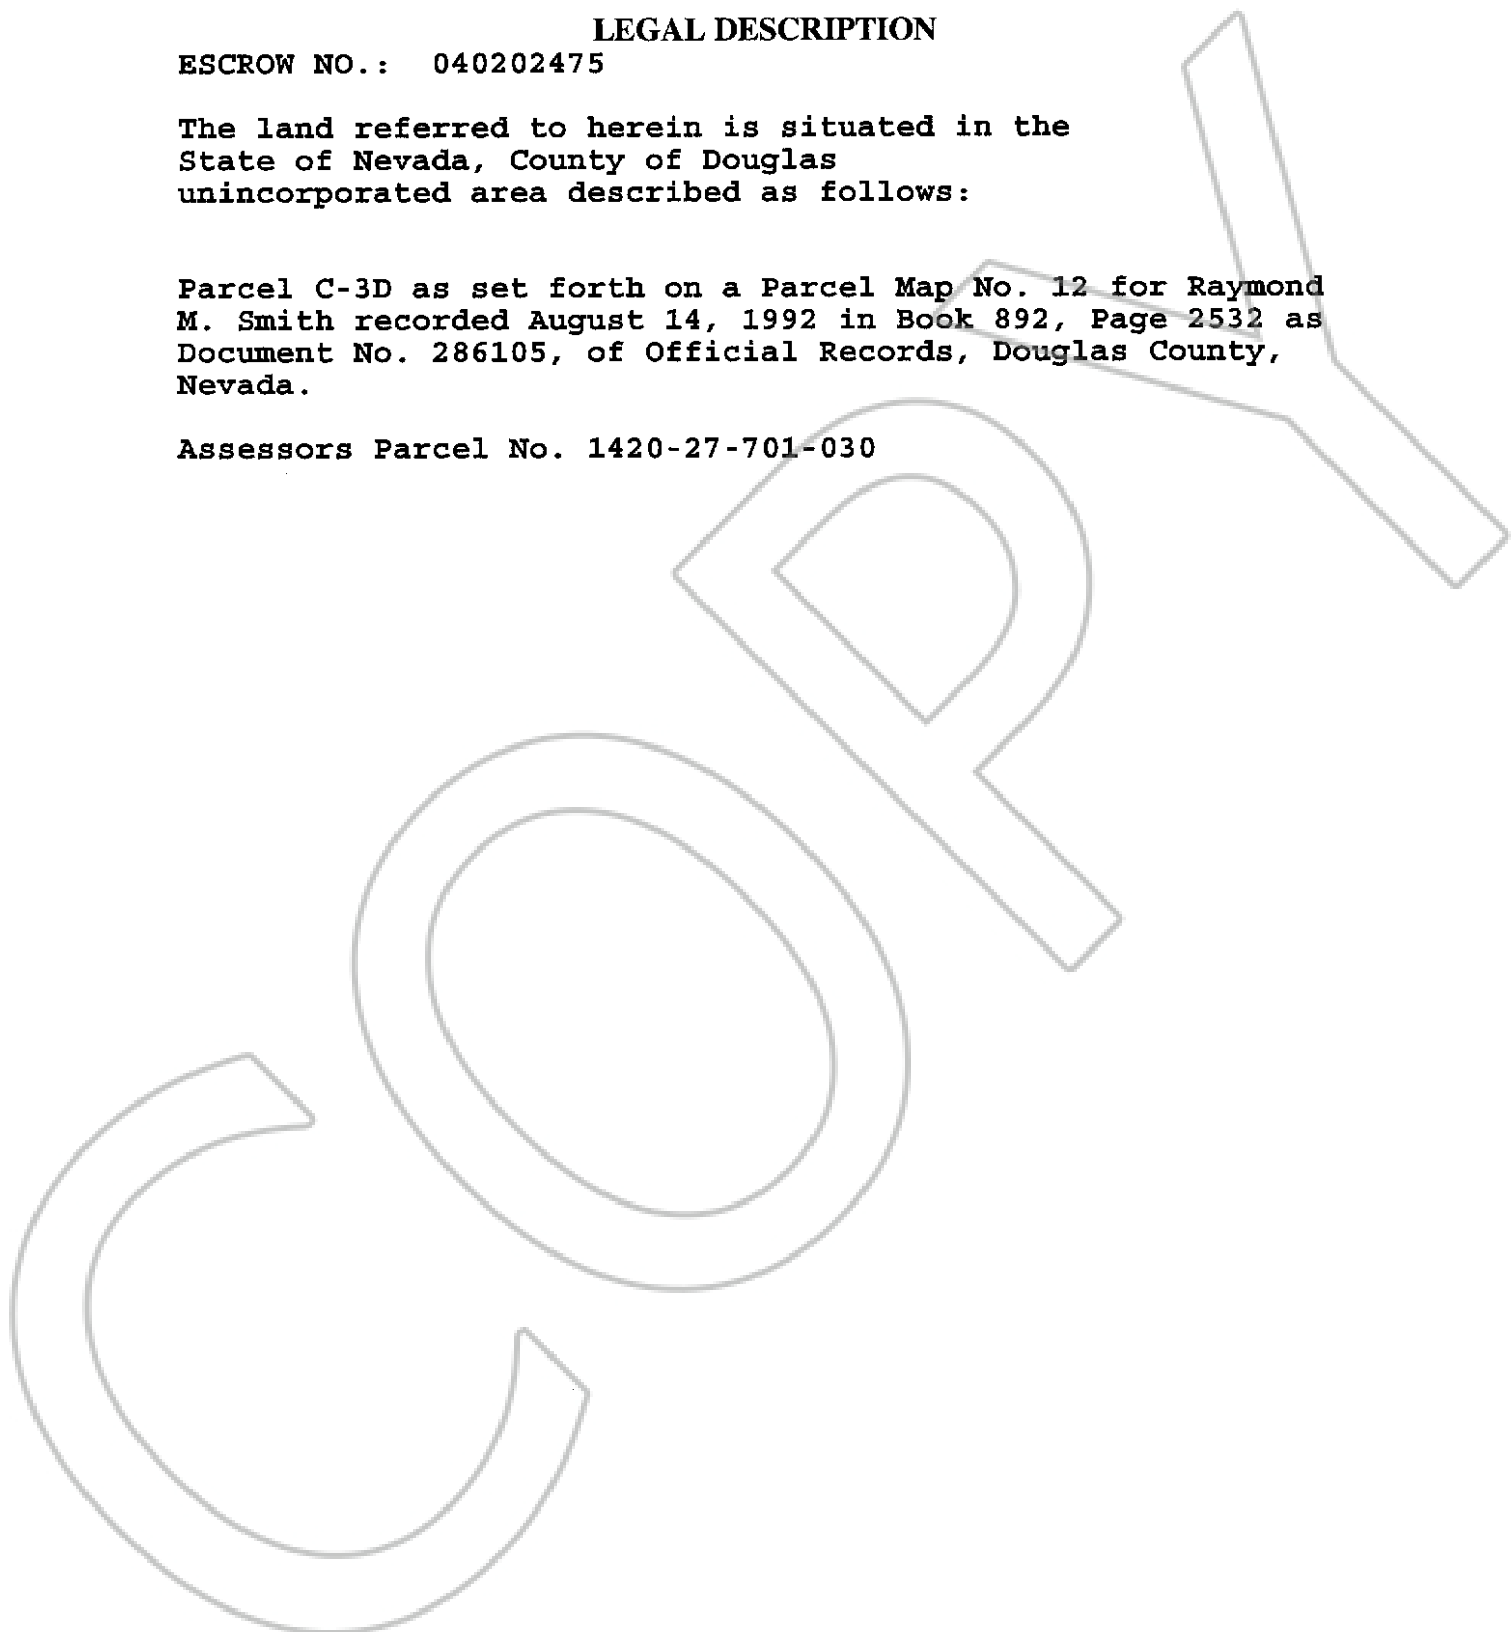 LEGAL DESCRIPTION
ESCROW NO.: 040202475
The land referred to herein is situated in the
State of Nevada, County of Douglas
unincorporated area described as follows:
Parcel C-3D as set forth on a Parcel Map No. 12 for Raymond
M. Smith recorded August 14, 1992 in Book 892, Page 2532 as
Document No. 286105, of Official Records, Douglas County,
Nevada.
Assessors Parcel No. 1420-27-701-030
COPY